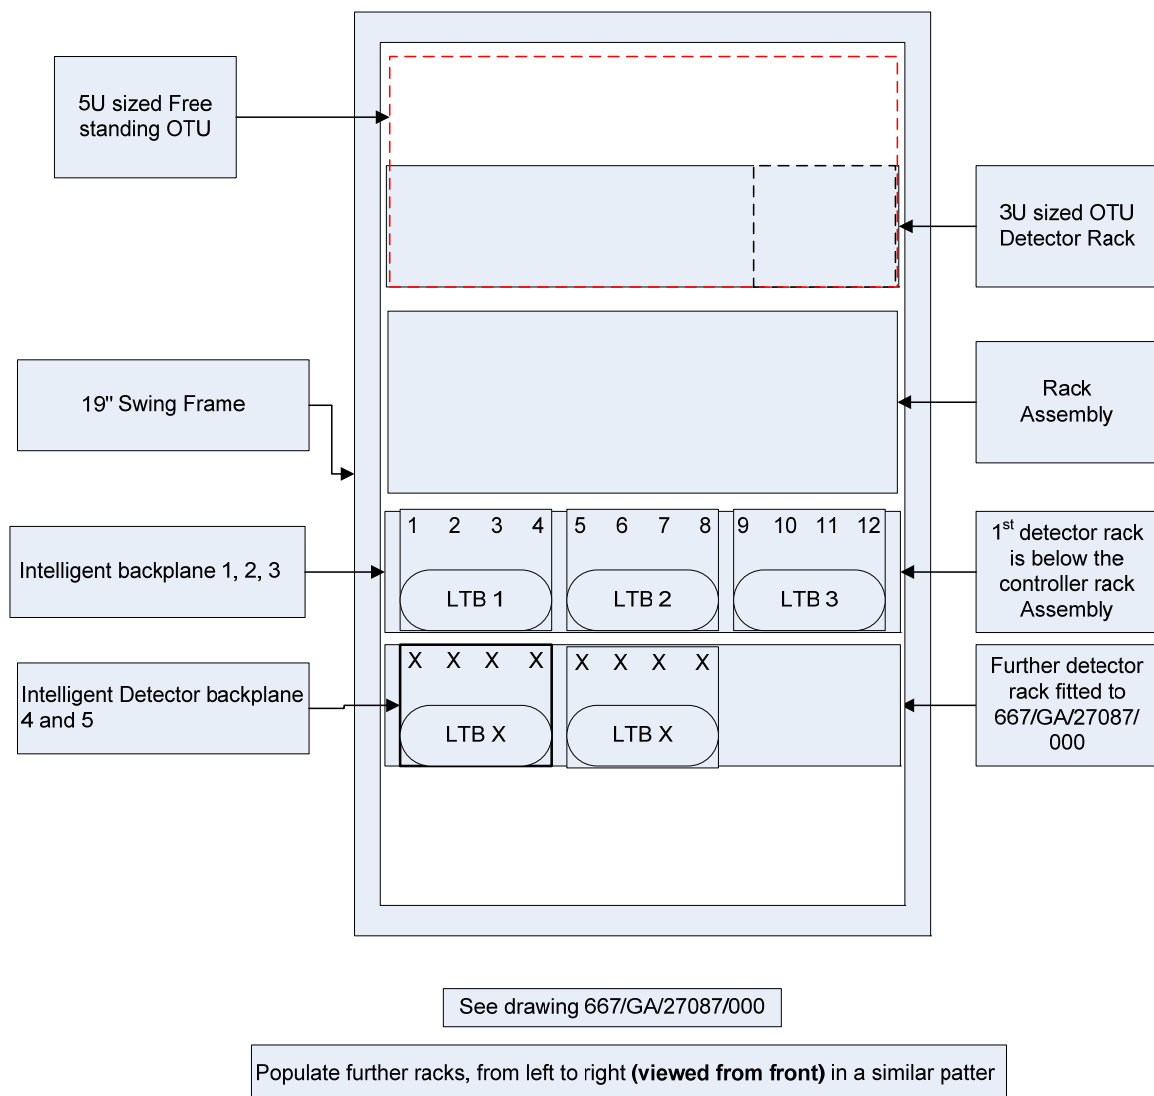 5U sized Free
standing OTU
3U sized OTU
Detector Rack
19" Swing Frame
Rack
Assembly
Intelligent backplane 1, 2, 3
1 2 3 4 5 6 7 8 9 10 11 12
LTB 1 LTB 2 LTB 3
1st detector rack
is below the
controller rack
Assembly
Intelligent Detector backplane
4 and 5
X X X X X X X X
LTB X LTB X
Further detector
rack fitted to
667/GA/27087/
000
See drawing 667/GA/27087/000
Populate further racks, from left to right (viewed from front) in a similar patter